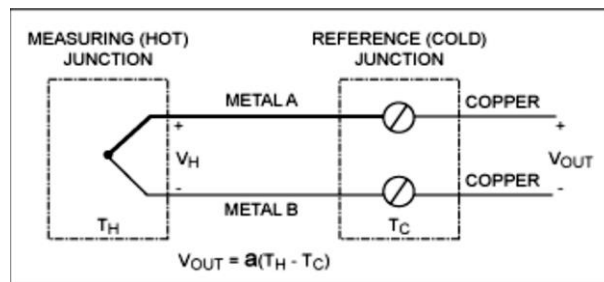 MEASURING (HOT)
JUNCTION
REFERENCE (COLD)
JUNCTION
METAL A
COPPER
+
+
VH
VOUT
-
-
METAL B
COPPER
TH
TC
VOUT = a(TH - TC)